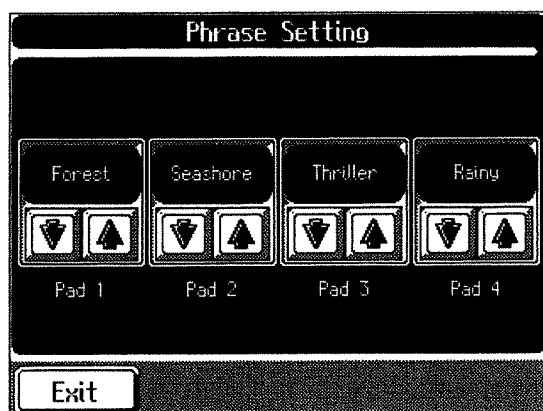 Phrase Setting
Forest Seashore Thriller Rainy
Pad 1 Pad 2 Pad 3 Pad 4
Exit